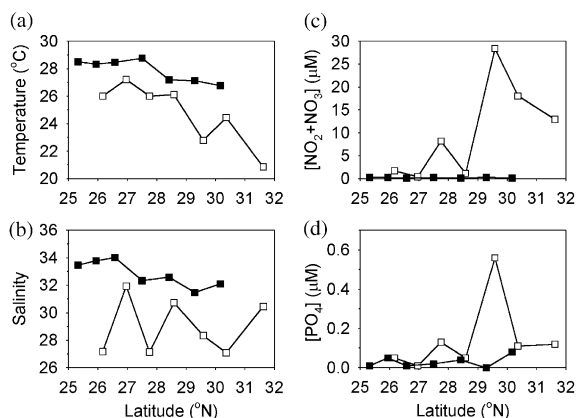 (a)
Temperature (°C)
30
28
26
24
22
20
25 26 27 28 29 30 31 32
(b)
Salinity
36
34
32
30
28
26
25 26 27 28 29 30 31 32
Latitude (°N)
(c)
[NO₂+NO₃] (μM)
30
25
20
15
10
5
0
25 26 27 28 29 30 31 32
(d)
[PO₄] (μM)
0.6
0.4
0.2
0.0
25 26 27 28 29 30 31 32
Latitude (°N)